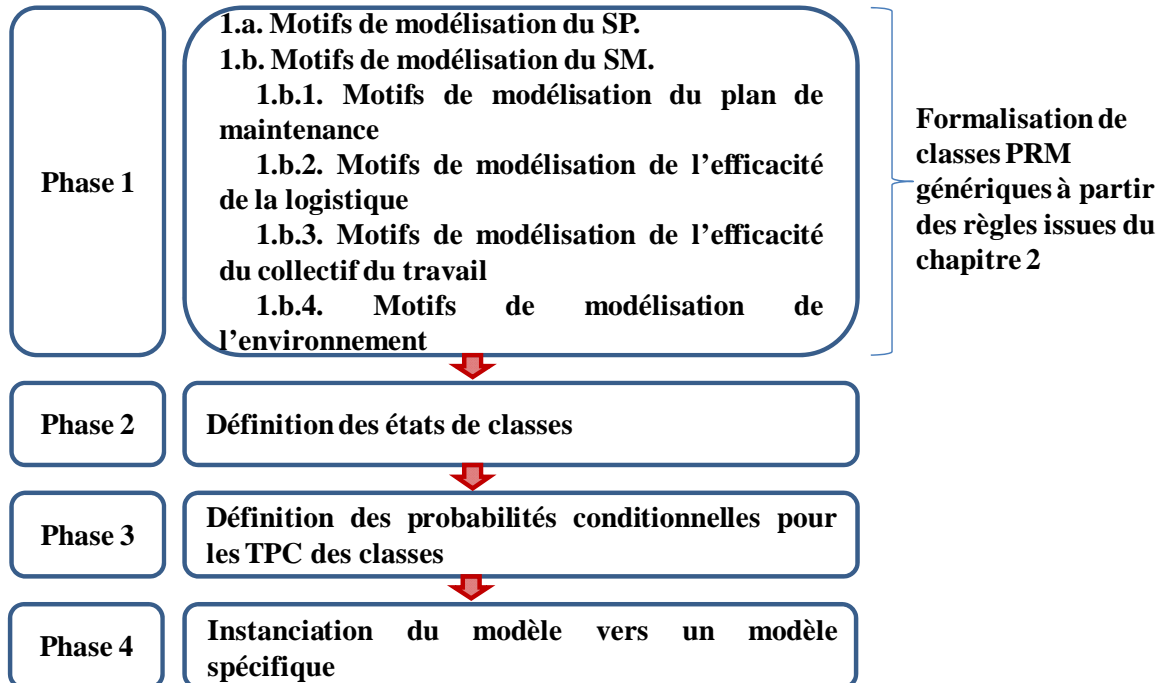 Phase 1
1.a. Motifs de modélisation du SP.
1.b. Motifs de modélisation du SM.
1.b.1. Motifs de modélisation du plan de
maintenance
1.b.2. Motifs de modélisation de l’efficacité
de la logistique
1.b.3. Motifs de modélisation de l’efficacité
du collectif du travail
1.b.4. Motifs de modélisation de
l’environnement
Formalisation de
classes PRM
génériques à partir
des règles issues du
chapitre 2
Phase 2
Définition des états de classes
Phase 3
Définition des probabilités conditionnelles pour
les TPC des classes
Phase 4
Instanciation du modèle vers un modèle
spécifique